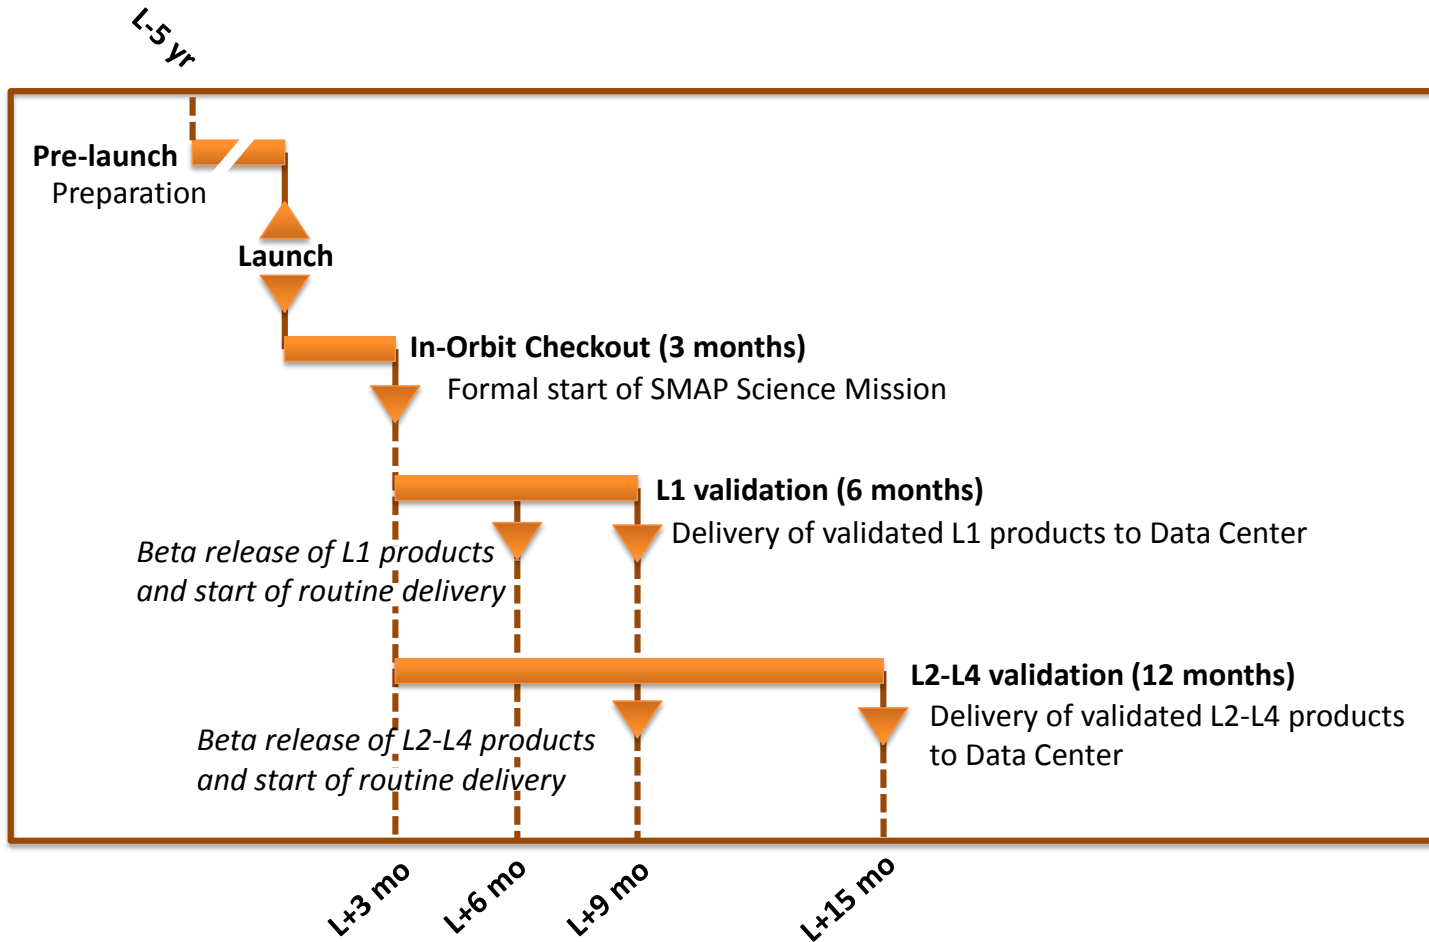 L-5 yr
Pre-launch
Preparation
Launch
In-Orbit Checkout (3 months)
Formal start of SMAP Science Mission
L1 validation (6 months)
Delivery of validated L1 products to Data Center
Beta release of L1 products
and start of routine delivery
L2-L4 validation (12 months)
Delivery of validated L2-L4 products
to Data Center
Beta release of L2-L4 products
and start of routine delivery
L+3 mo
L+6 mo
L+9 mo
L+15 mo